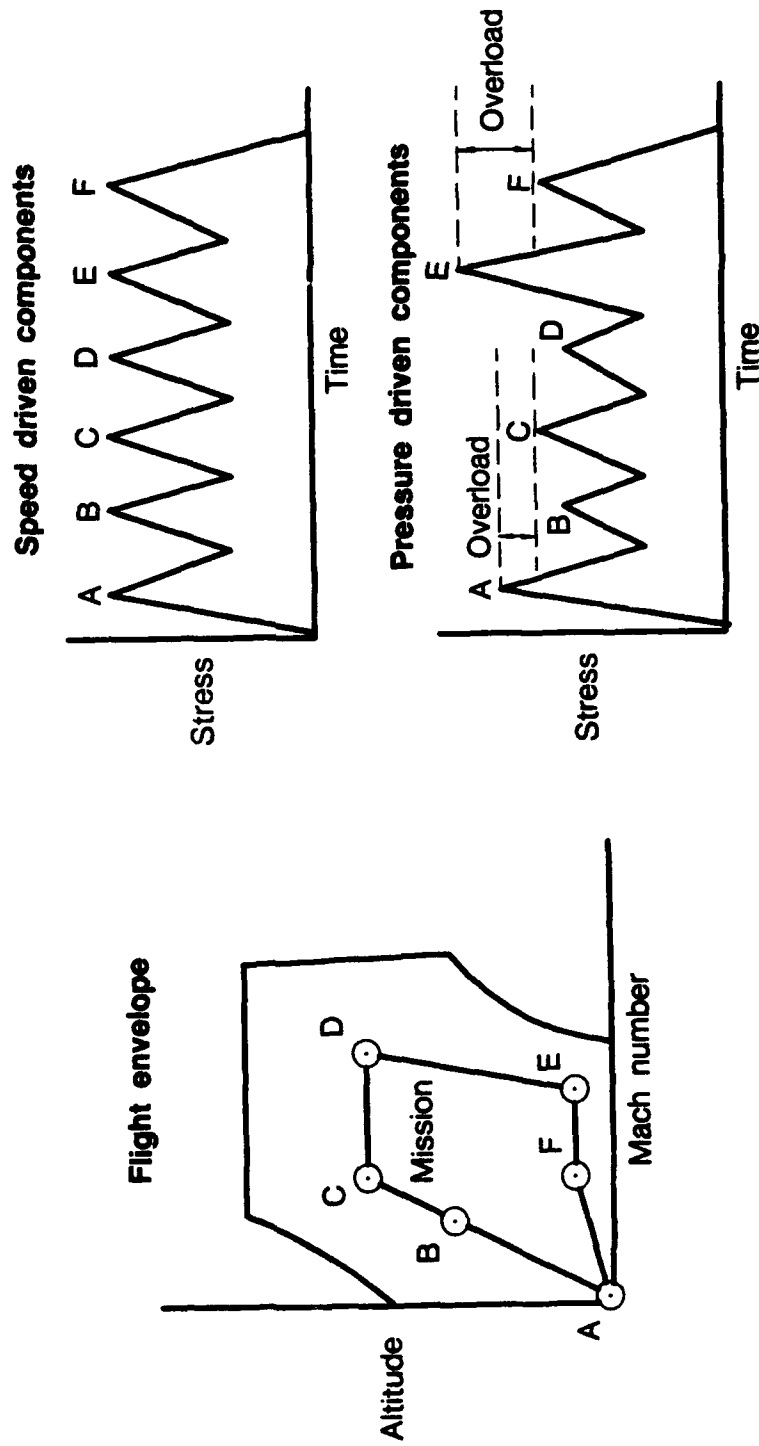 Flight envelope
Altitude
C
D
B
Mission
F
E
A
Mach number
Speed driven components
A
B
C
D
E
F
Stress
Time
Pressure driven components
A
Overload
B
C
D
E
Overload
F
Stress
Time